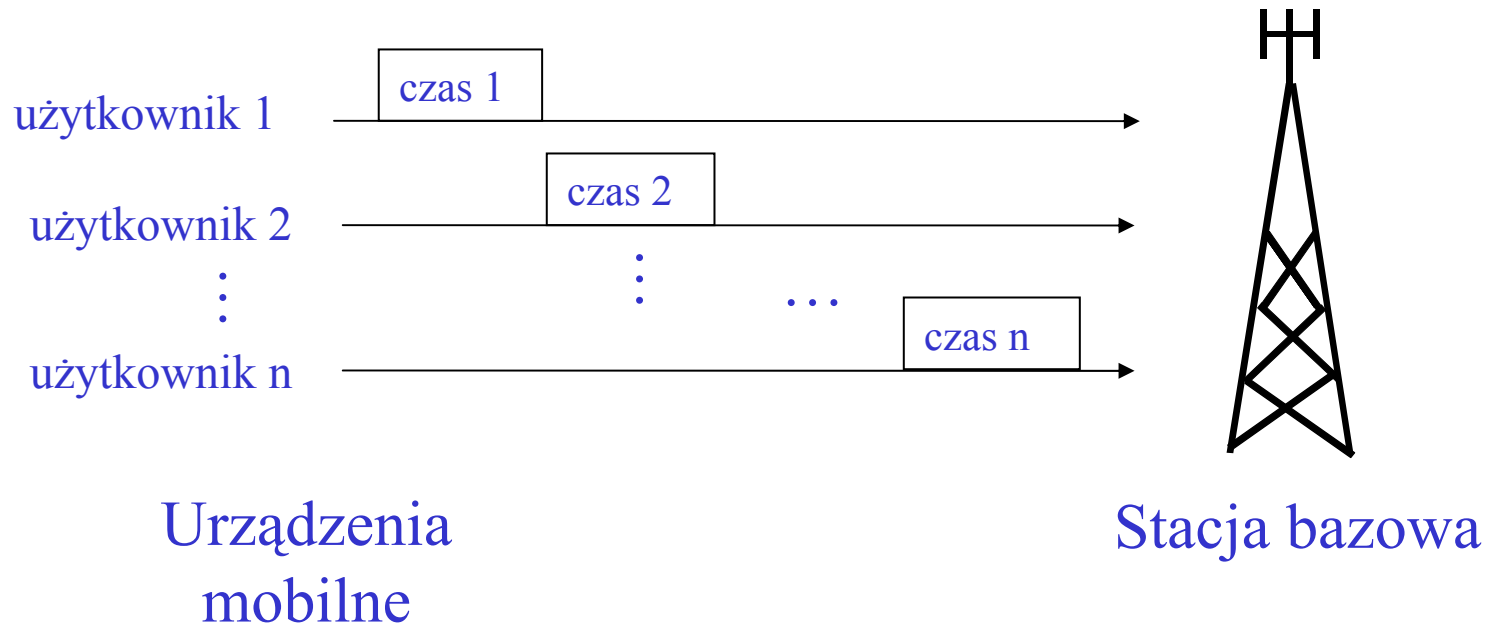 czas 1
użytkownik 1
czas 2
użytkownik 2
⋮
⋮
…
czas n
użytkownik n
Urządzenia
mobilne
Stacja bazowa